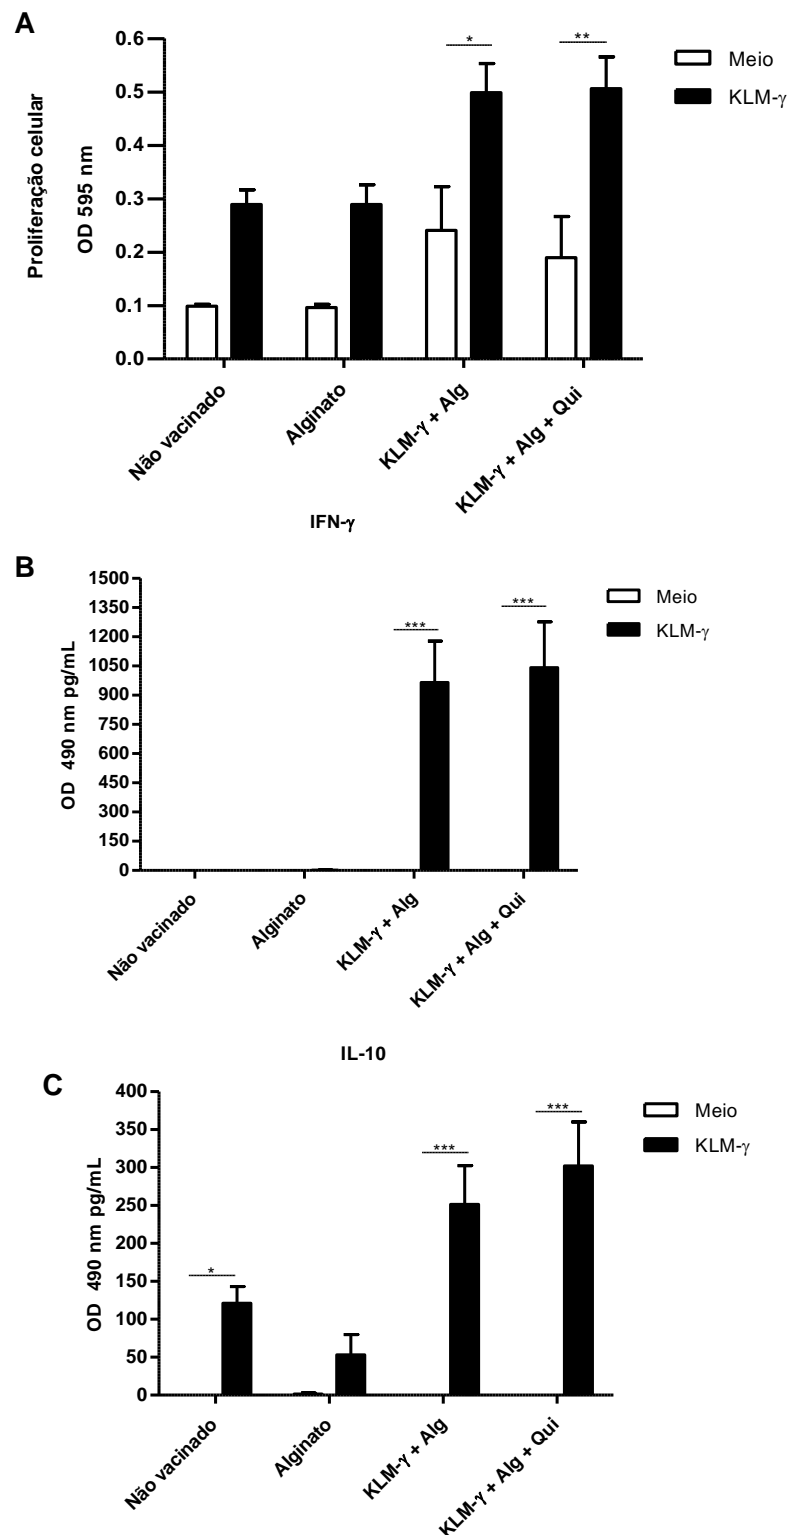 A
Proliferação celular
OD 595 nm
0.6
0.5
0.4
0.3
0.2
0.1
0.0
*
**
Meio
KLM-γ
Não vacinado
Alginato
KLM-γ + Alg
KLM-γ + Alg + Qui
IFN-γ
B
OD 490 nm pg/mL
1500
1350
1200
1050
900
750
600
450
300
150
0
***
***
Meio
KLM-γ
Não vacinado
Alginato
KLM-γ + Alg
KLM-γ + Alg + Qui
IL-10
C
OD 490 nm pg/mL
400
350
300
250
200
150
100
50
0
*
***
***
Meio
KLM-γ
Não vacinado
Alginato
KLM-γ + Alg
KLM-γ + Alg + Qui